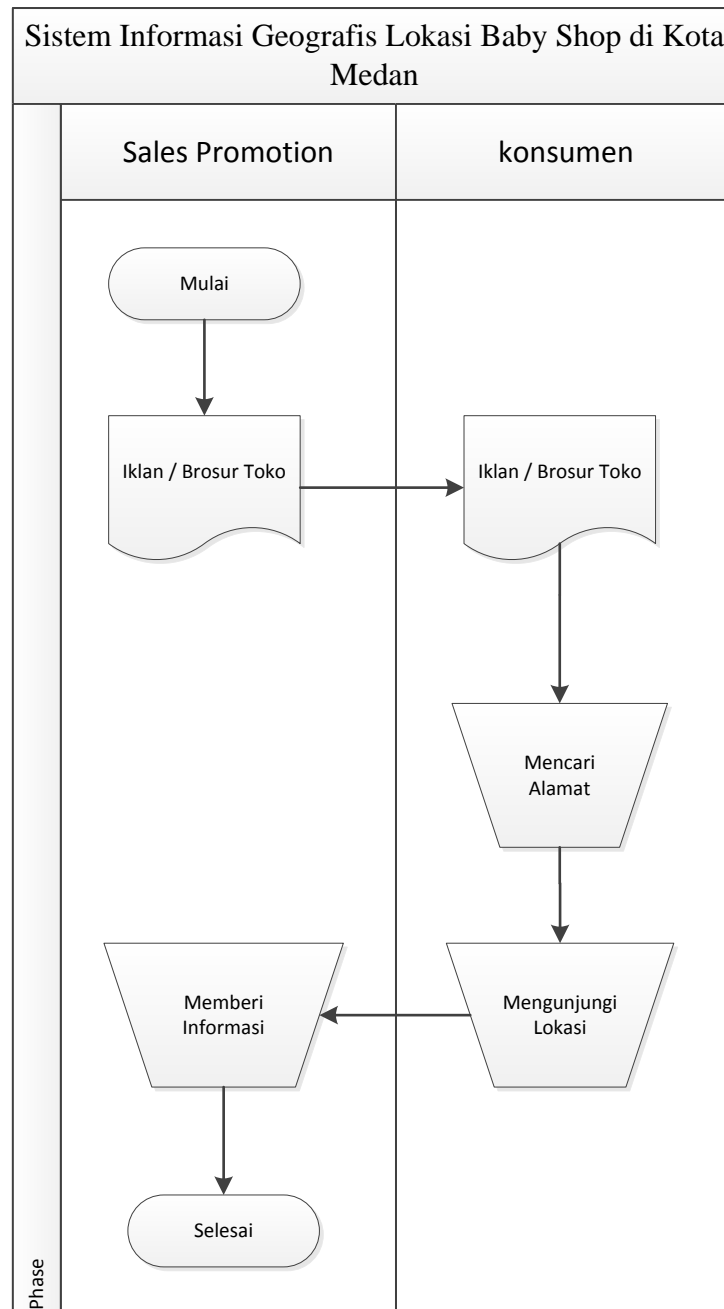 Sistem Informasi Geografis Lokasi Baby Shop di Kota
Medan
Sales Promotion
konsumen
Mulai
Iklan / Brosur Toko
Iklan / Brosur Toko
Mencari
Alamat
Memberi
Informasi
Mengunjungi
Lokasi
Selesai
Phase